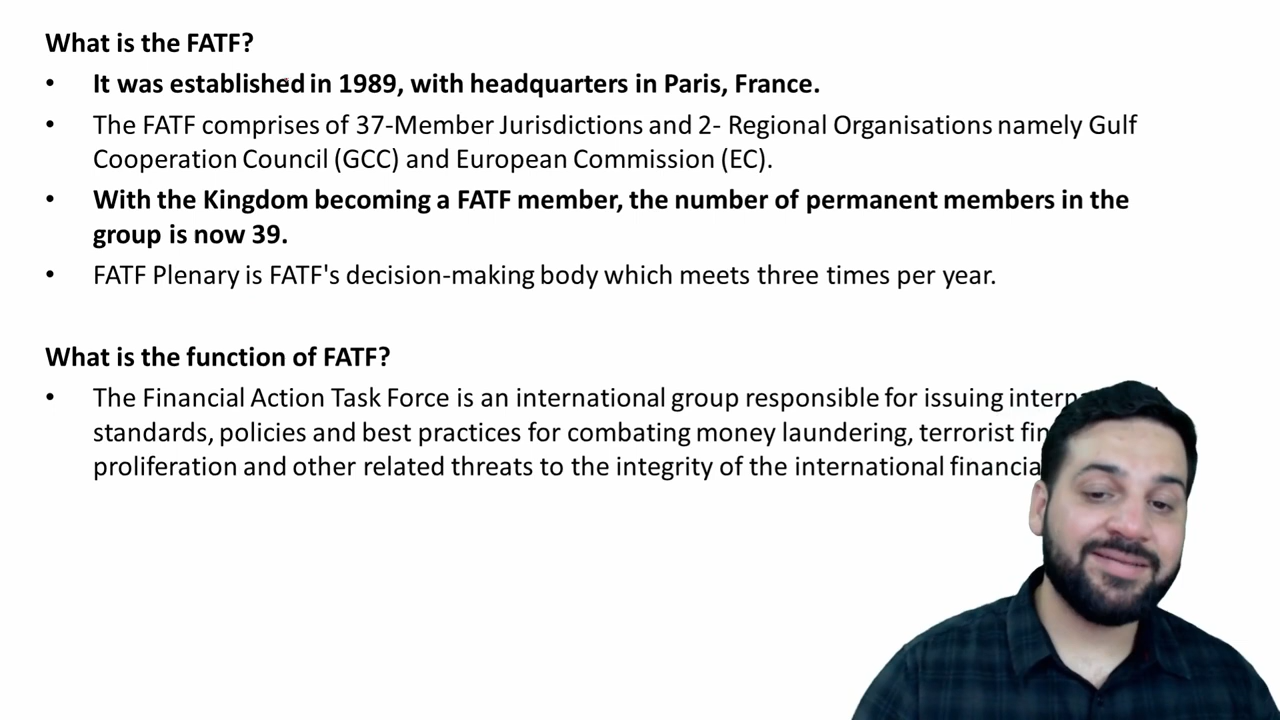 What is the FATF?
• It was established in 1989, with headquarters in Paris, France.
• The FATF comprises of 37-Member Jurisdictions and 2- Regional Organisations namely Gulf
Cooperation Council (GCC) and European Commission (EC).
• With the Kingdom becoming a FATF member, the number of permanent members in the
group is now 39.
• FATF Plenary is FATF's decision-making body which meets three times per year.
What is the function of FATF?
• The Financial Action Task Force is an international group responsible for issuing
standards, policies and best practices for combating money laundering, terrorist
proliferation and other related threats to the integrity of the international